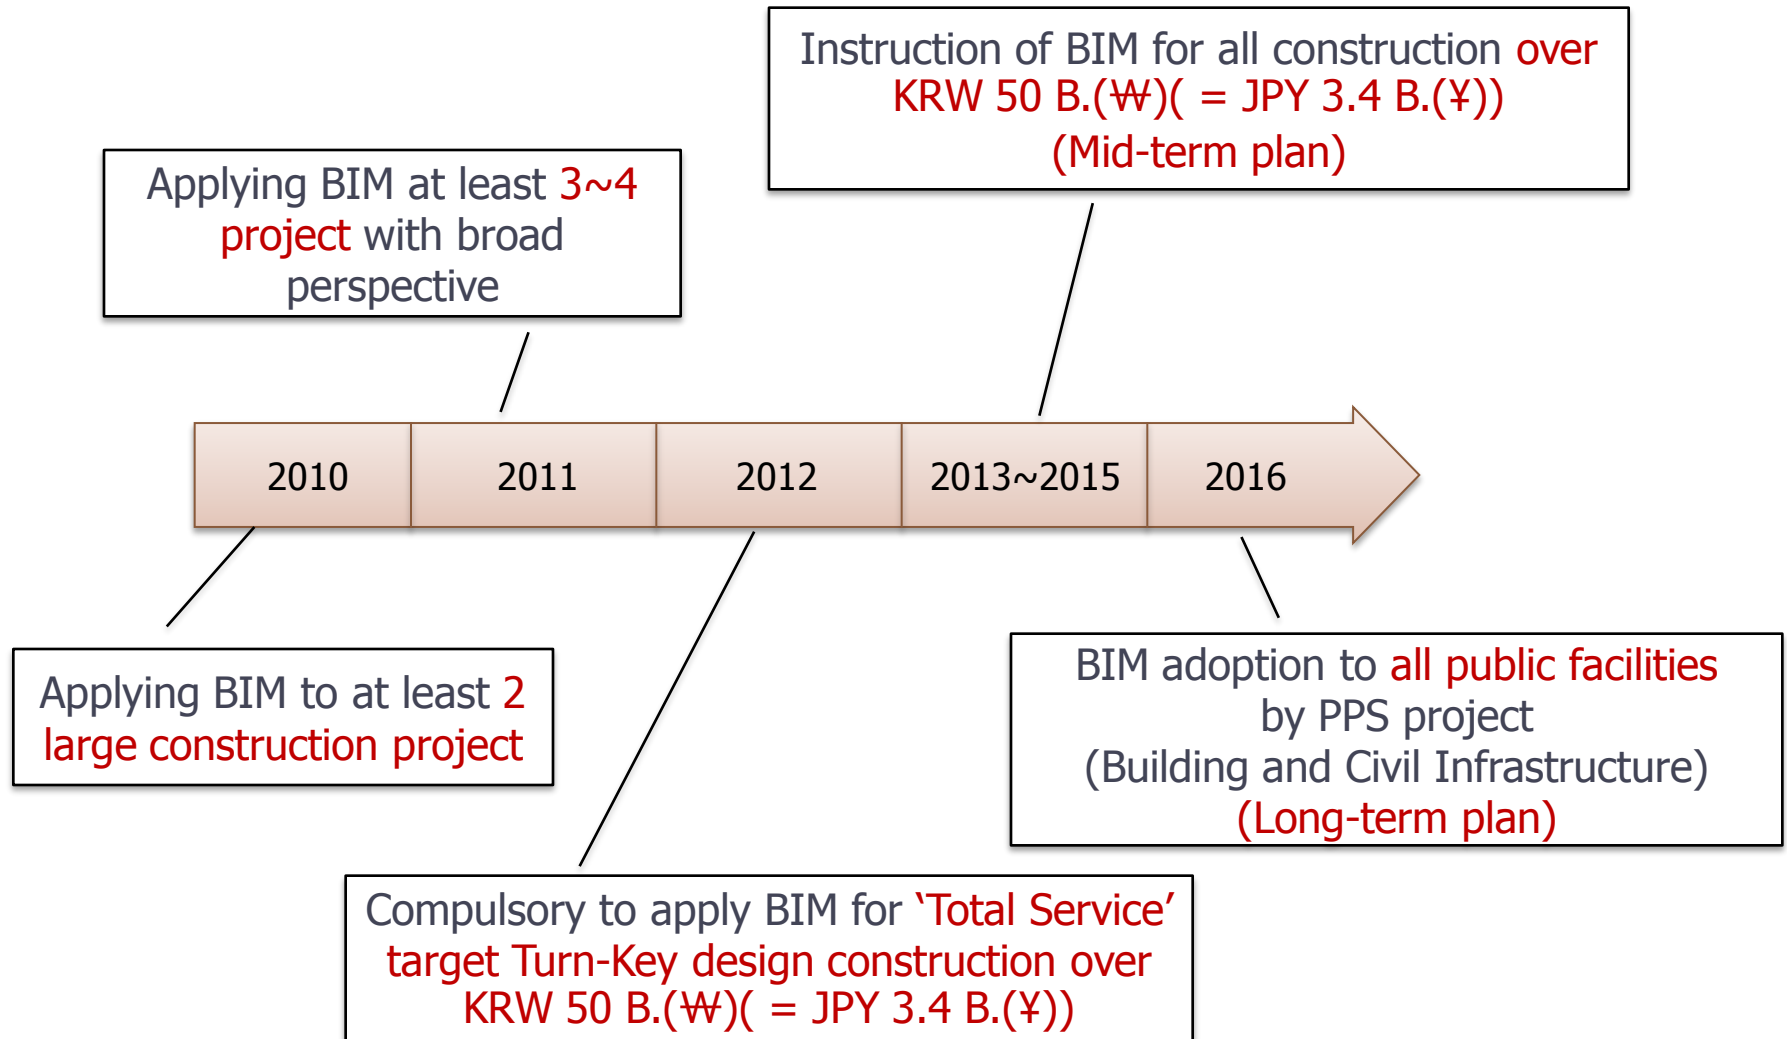 Instruction of BIM for all construction over
KRW 50 B.(₩)( = JPY 3.4 B.(¥))
(Mid-term plan)
Applying BIM at least 3~4
project with broad
perspective
2010
2011
2012
2013~2015
2016
Applying BIM to at least 2
large construction project
BIM adoption to all public facilities
by PPS project
(Building and Civil Infrastructure)
(Long-term plan)
Compulsory to apply BIM for ‘Total Service’
target Turn-Key design construction over
KRW 50 B.(₩)( = JPY 3.4 B.(¥))